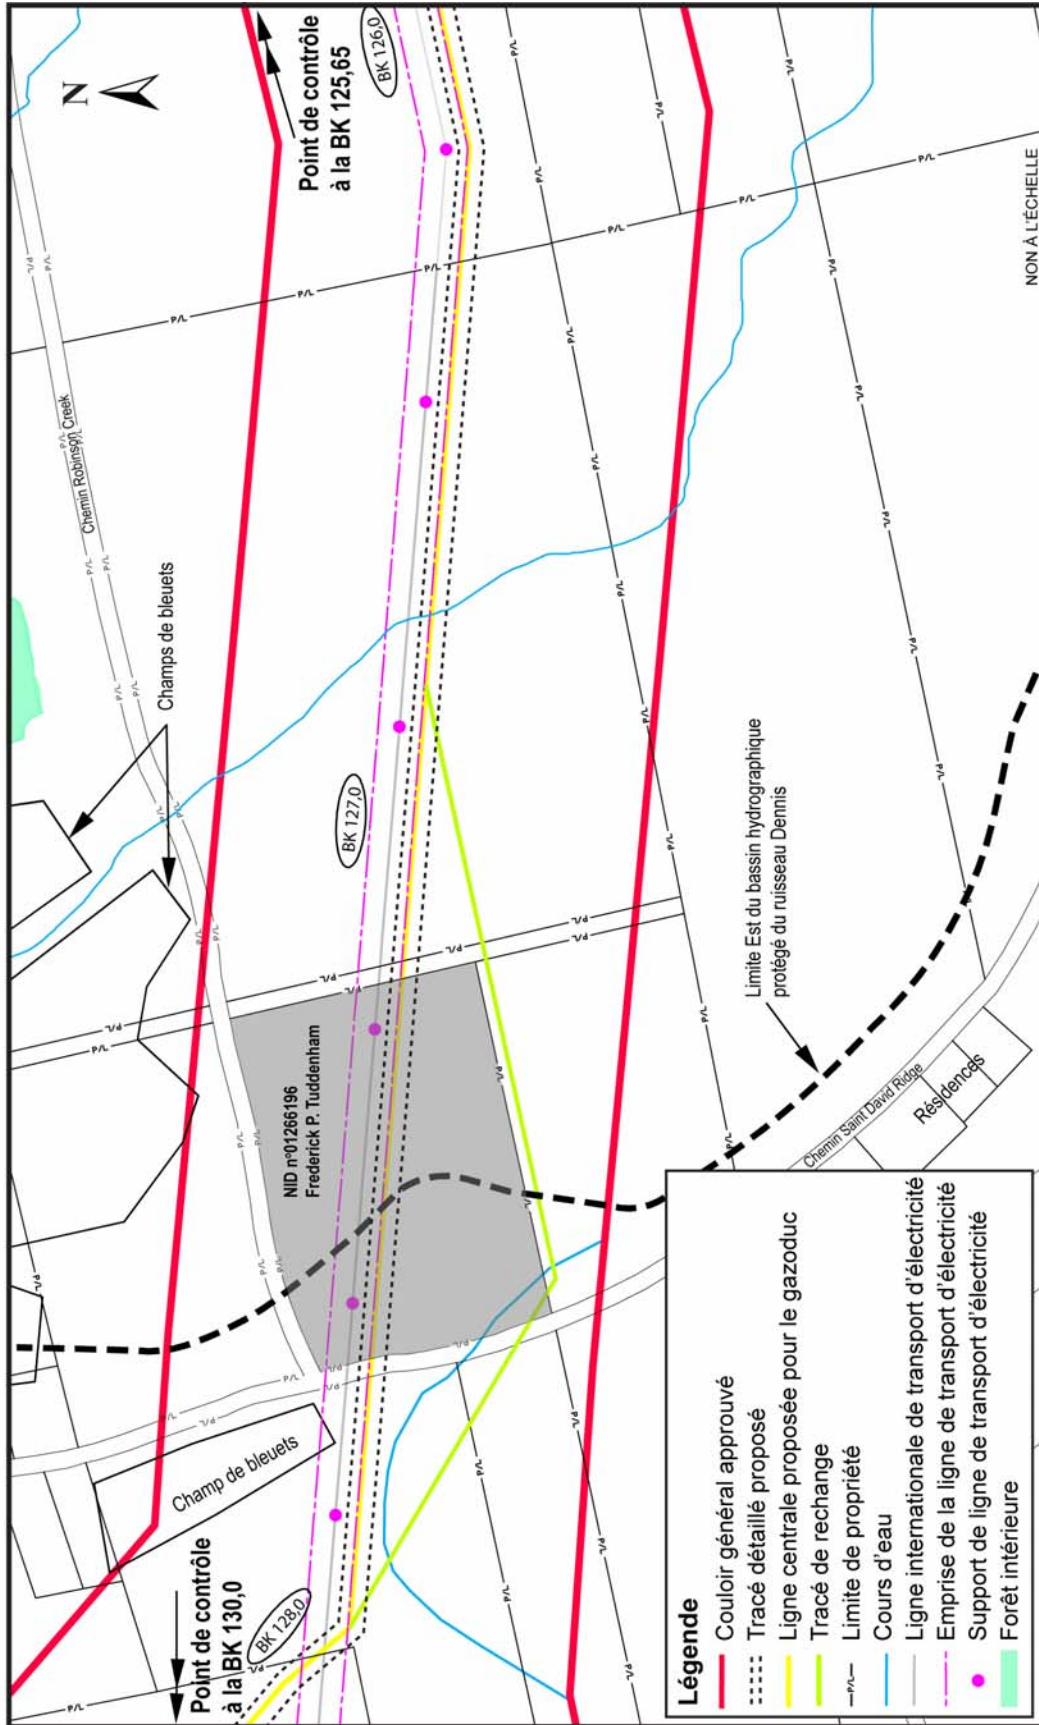 N
Point de contrôle
à la BK 125,65
BK 126,0
Chemin Robinson Creek
Champs de bleuets
BK 127,0
NID nº01266196
Frederick P. Tuddenham
Limite Est du bassin hydrographique
protégé du ruisseau Dennis
Chemin Saint David Ridge
Résidences
Champ de bleuets
Point de contrôle
à la BK 130,0
BK 128,0
NON À L'ÉCHELLE
Légende
Couloir général approuvé
Tracé détaillé proposé
Ligne centrale proposée pour le gazoduc
Tracé de rechange
P/L Limite de propriété
Cours d'eau
Ligne internationale de transport d'électricité
Emprise de la ligne de transport d'électricité
Support de ligne de transport d'électricité
Forêt intérieure